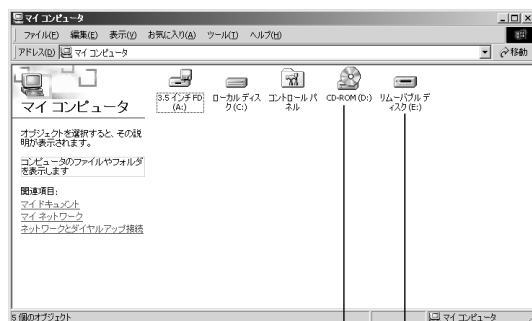 マイ コンピュータ
ファイル(F) 編集(E) 表示(V) お気に入り(A) ツール(T) ヘルプ(H)
アドレス(D) マイ コンピュータ 移動
マイ コンピュータ
オブジェクトを選択すると、その説
明が表示されます。
コンピュータのファイルやフォルダ
を表示します
関連項目:
マイ ドキュメント
マイ ネットワーク
ネットワークとダイヤルアップ接続
3.5 インチ FD
(A:)
ローカル ディス
ク (C:)
コントロール パ
ネル
CD-ROM (D:)
リムーバブル デ
ィスク (E:)
5 個のオブジェクト
マイ コンピュータ